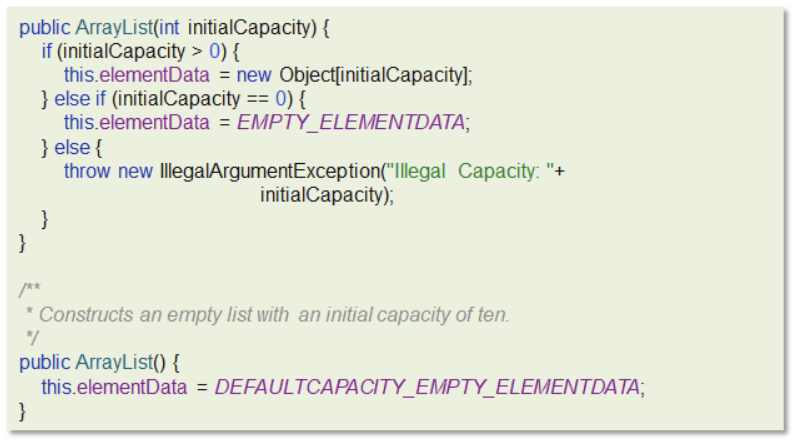 public ArrayList(int initialCapacity) {
if (initialCapacity > 0) {
this.elementData = new Object[initialCapacity];
} else if (initialCapacity == 0) {
this.elementData = EMPTY_ELEMENTDATA;
} else {
throw new IllegalArgumentException("Illegal Capacity: "+
initialCapacity);
}
}
/**
* Constructs an empty list with an initial capacity of ten.
*/
public ArrayList() {
this.elementData = DEFAULTCAPACITY_EMPTY_ELEMENTDATA;
}